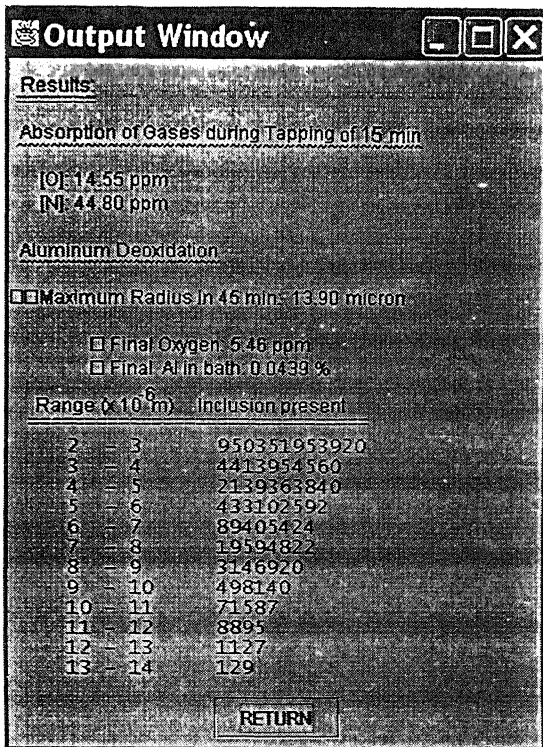 Output Window
Results:
Absorption of Gases during Tapping of 15 min
[O]: 14.55 ppm
[N]: 44.80 ppm
Aluminum Deoxidation
Maximum Radius in 45 min: 13.90 micron
Final Oxygen: 5.46 ppm
Final Al in bath: 0.0439 %
Range (x 10⁻⁶m) Inclusion present
2 - 3 950351953920
3 - 4 4413954560
4 - 5 2139363840
5 - 6 433102592
6 - 7 89405424
7 - 8 19594822
8 - 9 3146920
9 - 10 498140
10 - 11 71587
11 - 12 8895
12 - 13 1127
13 - 14 129
RETURN